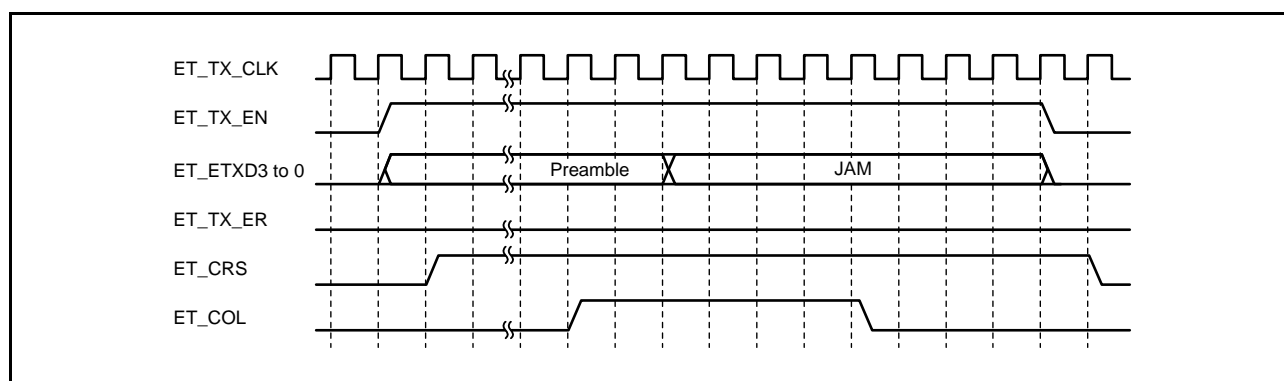 ET_TX_CLK
ET_TX_EN
ET_ETXD3 to 0
Preamble
JAM
ET_TX_ER
ET_CRS
ET_COL